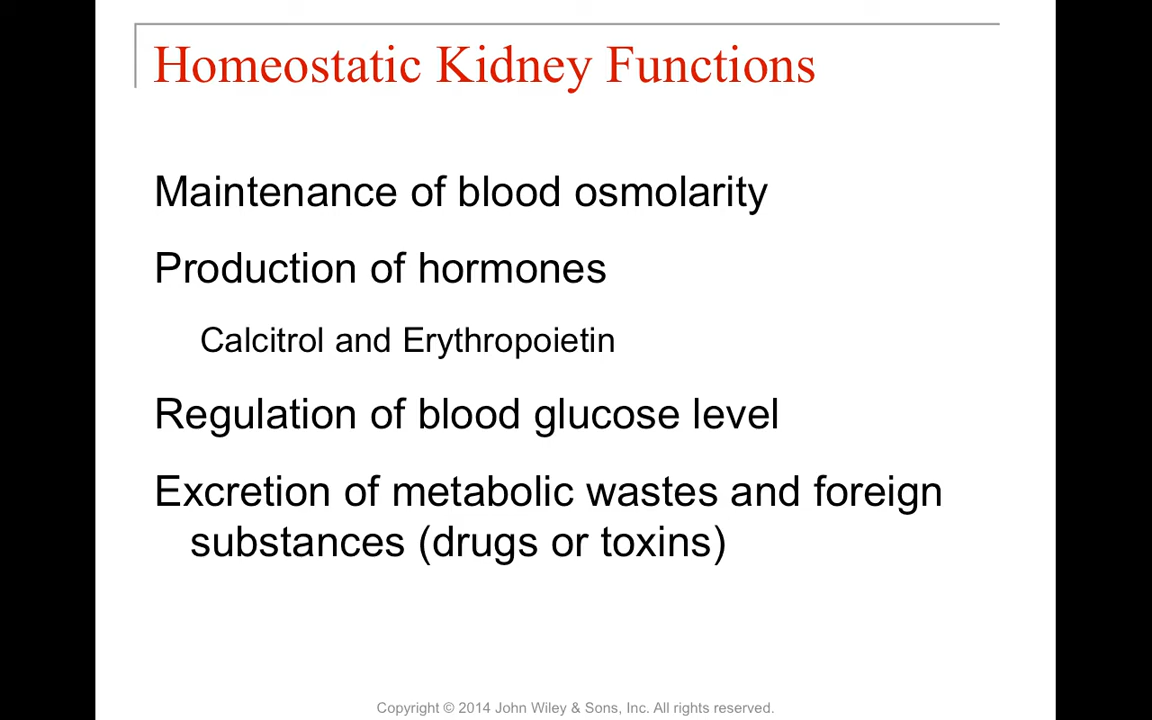 Homeostatic Kidney Functions
Maintenance of blood osmolarity
Production of hormones
Calcitrol and Erythropoietin
Regulation of blood glucose level
Excretion of metabolic wastes and foreign
substances (drugs or toxins)
Copyright © 2014 John Wiley & Sons, Inc. All rights reserved.